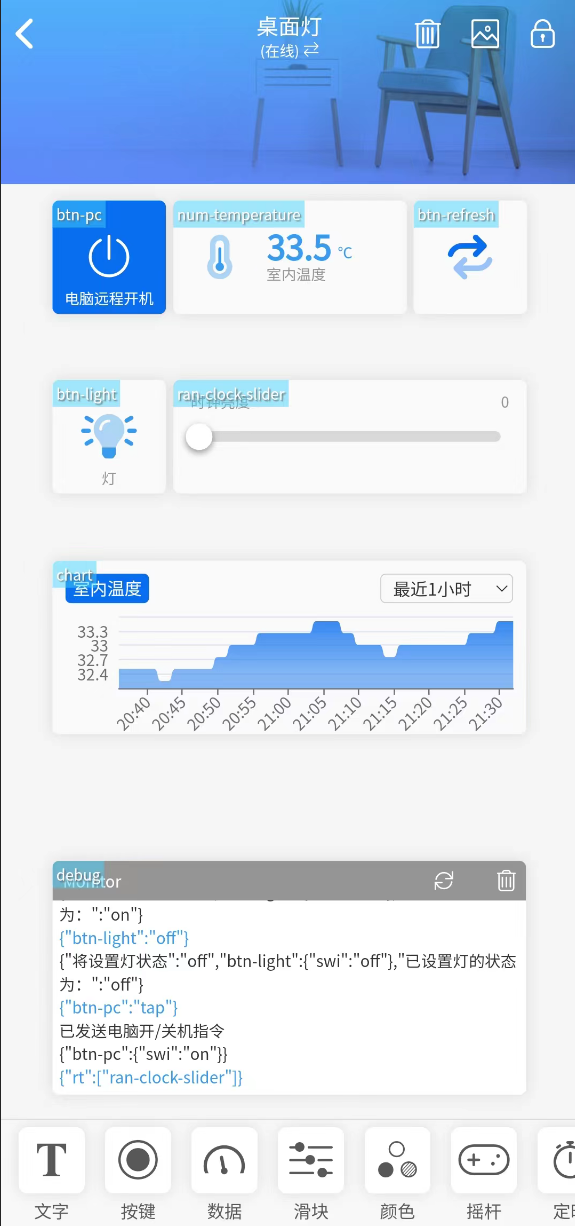 桌面灯
(在线)
btn-pc
电脑远程开机
num-temperature
33.5 °C
室内温度
btn-refresh
btn-light
灯
ran-clock-slider
时钟亮度
0
chart
室内温度
最近1小时
33.3
33
32.7
32.4
20:40 20:45 20:50 20:55 21:00 21:05 21:10 21:15 21:20 21:25 21:30
debug
Monitor
为：":"on"}
{"btn-light":"off"}
{"将设置灯状态":"off","btn-light":{"swi":"off"},"已设置灯的状态
为：":"off"}
{"btn-pc":"tap"}
已发送电脑开/关机指令
{"btn-pc":{"swi":"on"}}
{"rt":["ran-clock-slider"]}
T
文字 按键 数据 滑块 颜色 摇杆